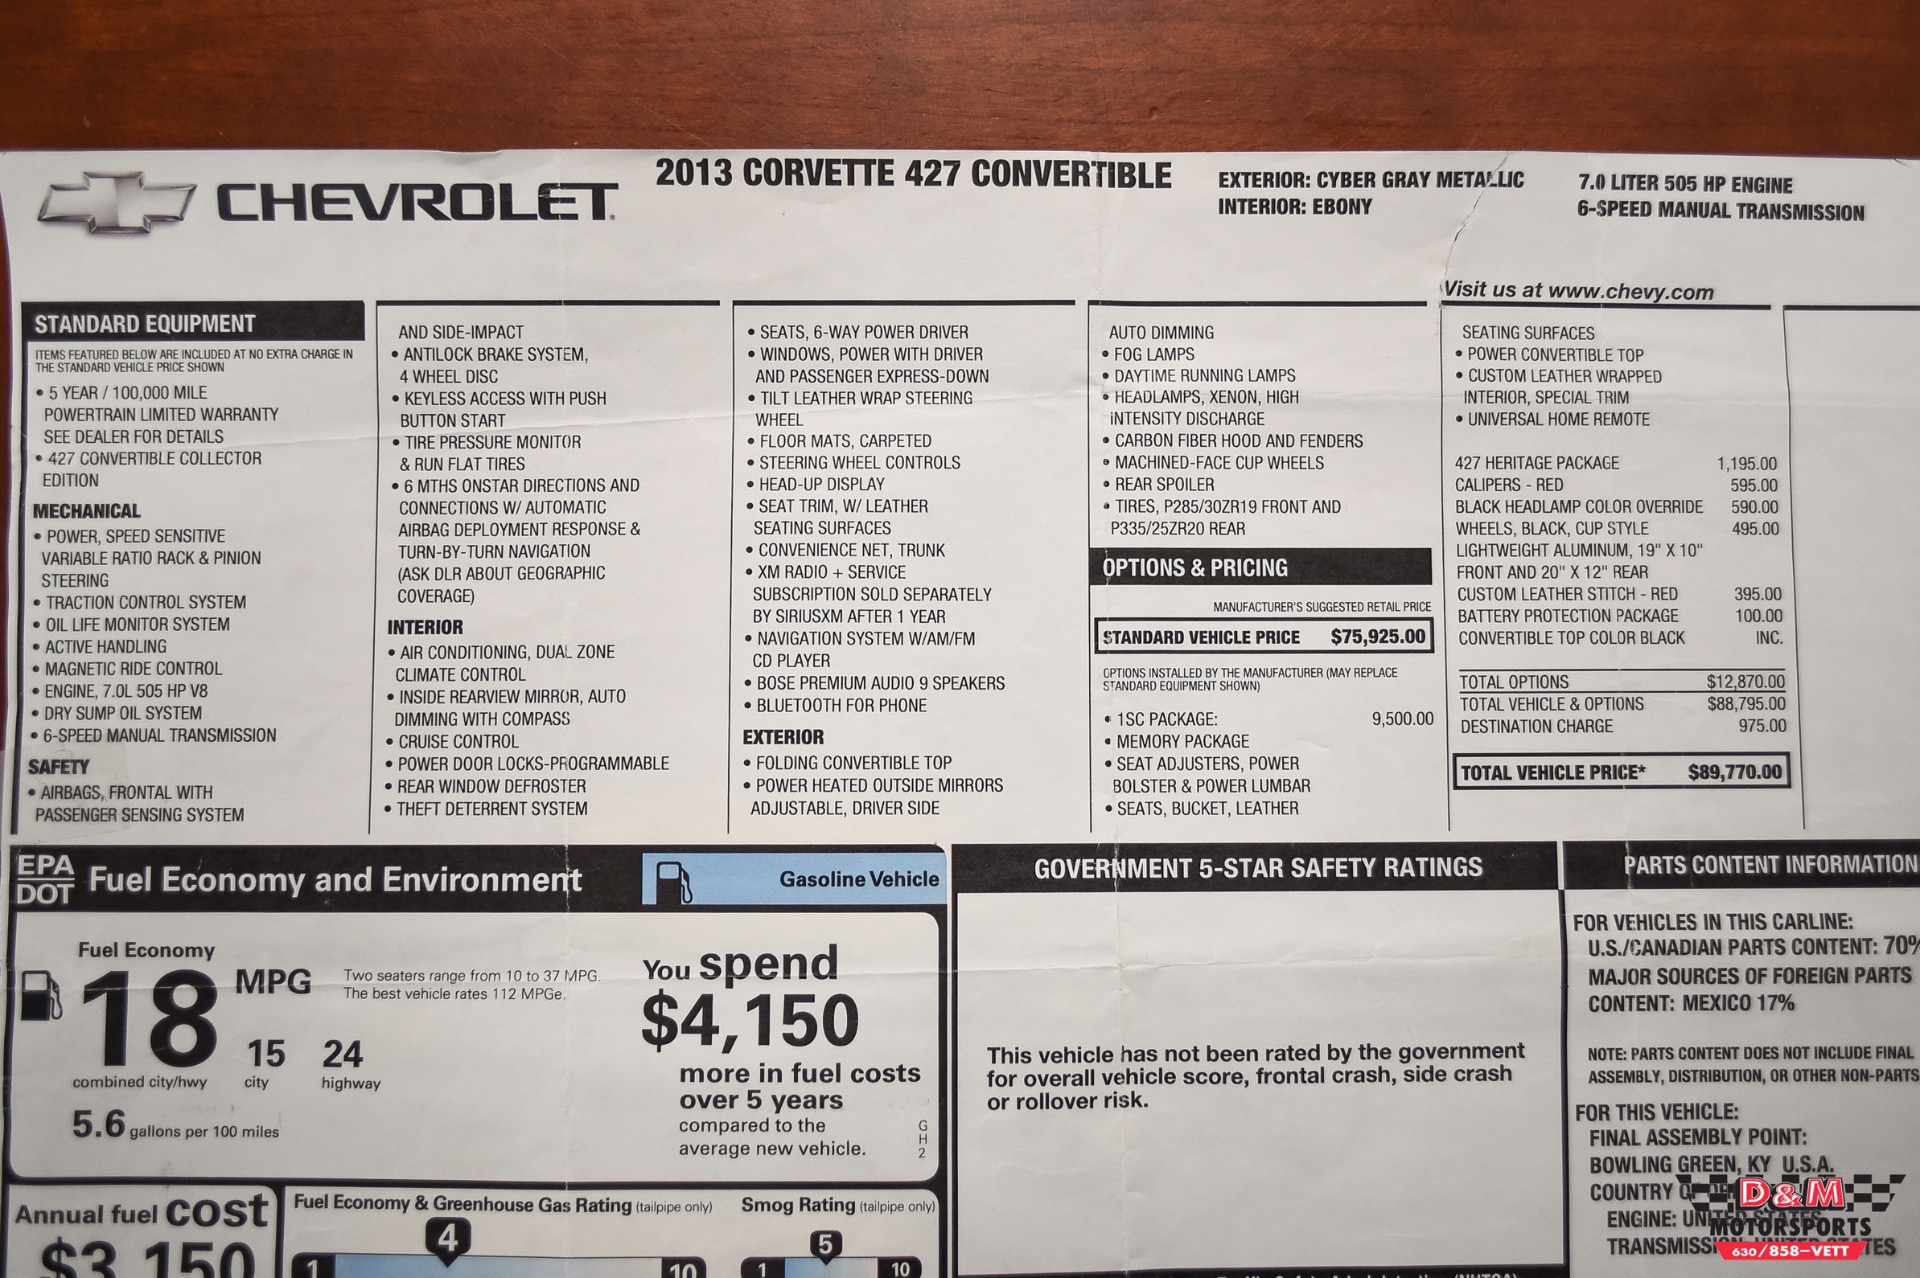 CHEVROLET
2013 CORVETTE 427 CONVERTIBLE
EXTERIOR: CYBER GRAY METALLIC
INTERIOR: EBONY
7.0 LITER 505 HP ENGINE
6-SPEED MANUAL TRANSMISSION
Visit us at www.chevy.com
STANDARD EQUIPMENT
ITEMS FEATURED BELOW ARE INCLUDED AT NO EXTRA CHARGE IN
THE STANDARD VEHICLE PRICE SHOWN
• 5 YEAR / 100,000 MILE
POWERTRAIN LIMITED WARRANTY
SEE DEALER FOR DETAILS
• 427 CONVERTIBLE COLLECTOR
EDITION
MECHANICAL
• POWER, SPEED SENSITIVE
VARIABLE RATIO RACK & PINION
STEERING
• TRACTION CONTROL SYSTEM
• OIL LIFE MONITOR SYSTEM
• ACTIVE HANDLING
• MAGNETIC RIDE CONTROL
• ENGINE, 7.0L 505 HP V8
• DRY SUMP OIL SYSTEM
• 6-SPEED MANUAL TRANSMISSION
SAFETY
• AIRBAGS, FRONTAL WITH
PASSENGER SENSING SYSTEM
AND SIDE-IMPACT
• ANTILOCK BRAKE SYSTEM,
4 WHEEL DISC
• KEYLESS ACCESS WITH PUSH
BUTTON START
• TIRE PRESSURE MONITOR
& RUN FLAT TIRES
• 6 MTHS ONSTAR DIRECTIONS AND
CONNECTIONS W/ AUTOMATIC
AIRBAG DEPLOYMENT RESPONSE &
TURN-BY-TURN NAVIGATION
(ASK DLR ABOUT GEOGRAPHIC
COVERAGE)
INTERIOR
• AIR CONDITIONING, DUAL ZONE
CLIMATE CONTROL
• INSIDE REARVIEW MIRROR, AUTO
DIMMING WITH COMPASS
• CRUISE CONTROL
• POWER DOOR LOCKS-PROGRAMMABLE
• REAR WINDOW DEFROSTER
• THEFT DETERRENT SYSTEM
• SEATS, 6-WAY POWER DRIVER
• WINDOWS, POWER WITH DRIVER
AND PASSENGER EXPRESS-DOWN
• TILT LEATHER WRAP STEERING
WHEEL
• FLOOR MATS, CARPETED
• STEERING WHEEL CONTROLS
• HEAD-UP DISPLAY
• SEAT TRIM, W/ LEATHER
SEATING SURFACES
• CONVENIENCE NET, TRUNK
• XM RADIO + SERVICE
SUBSCRIPTION SOLD SEPARATELY
BY SIRIUSXM AFTER 1 YEAR
• NAVIGATION SYSTEM W/AM/FM
CD PLAYER
• BOSE PREMIUM AUDIO 9 SPEAKERS
• BLUETOOTH FOR PHONE
EXTERIOR
• FOLDING CONVERTIBLE TOP
• POWER HEATED OUTSIDE MIRRORS
ADJUSTABLE, DRIVER SIDE
AUTO DIMMING
• FOG LAMPS
• DAYTIME RUNNING LAMPS
• HEADLAMPS, XENON, HIGH
INTENSITY DISCHARGE
• CARBON FIBER HOOD AND FENDERS
• MACHINED-FACE CUP WHEELS
• REAR SPOILER
• TIRES, P285/30ZR19 FRONT AND
P335/25ZR20 REAR
OPTIONS & PRICING
MANUFACTURER'S SUGGESTED RETAIL PRICE
STANDARD VEHICLE PRICE $75,925.00
OPTIONS INSTALLED BY THE MANUFACTURER (MAY REPLACE
STANDARD EQUIPMENT SHOWN)
• 1SC PACKAGE: 9,500.00
• MEMORY PACKAGE
• SEAT ADJUSTERS, POWER
BOLSTER & POWER LUMBAR
• SEATS, BUCKET, LEATHER
SEATING SURFACES
• POWER CONVERTIBLE TOP
• CUSTOM LEATHER WRAPPED
INTERIOR, SPECIAL TRIM
• UNIVERSAL HOME REMOTE
427 HERITAGE PACKAGE 1,195.00
CALIPERS - RED 595.00
BLACK HEADLAMP COLOR OVERRIDE 590.00
WHEELS, BLACK, CUP STYLE 495.00
LIGHTWEIGHT ALUMINUM, 19" X 10"
FRONT AND 20" X 12" REAR
CUSTOM LEATHER STITCH - RED 395.00
BATTERY PROTECTION PACKAGE 100.00
CONVERTIBLE TOP COLOR BLACK INC.
TOTAL OPTIONS $12,870.00
TOTAL VEHICLE & OPTIONS $88,795.00
DESTINATION CHARGE 975.00
TOTAL VEHICLE PRICE* $89,770.00
EPA
DOT
Fuel Economy and Environment
Gasoline Vehicle
Fuel Economy
18 MPG
combined city/hwy
15
city
24
highway
5.6 gallons per 100 miles
Two seaters range from 10 to 37 MPG.
The best vehicle rates 112 MPGe.
You spend
$4,150
more in fuel costs
over 5 years
compared to the
average new vehicle.
G
H
2
Annual fuel cost
$3,150
Fuel Economy & Greenhouse Gas Rating (tailpipe only)
4
1 10
Smog Rating (tailpipe only)
5
1 10
GOVERNMENT 5-STAR SAFETY RATINGS
This vehicle has not been rated by the government
for overall vehicle score, frontal crash, side crash
or rollover risk.
PARTS CONTENT INFORMATION
FOR VEHICLES IN THIS CARLINE:
U.S./CANADIAN PARTS CONTENT: 70%
MAJOR SOURCES OF FOREIGN PARTS
CONTENT: MEXICO 17%
NOTE: PARTS CONTENT DOES NOT INCLUDE FINAL
ASSEMBLY, DISTRIBUTION, OR OTHER NON-PARTS
FOR THIS VEHICLE:
FINAL ASSEMBLY POINT:
BOWLING GREEN, KY U.S.A.
COUNTRY
ENGINE:
D&M
MOTORSPORTS
630/858-VETT